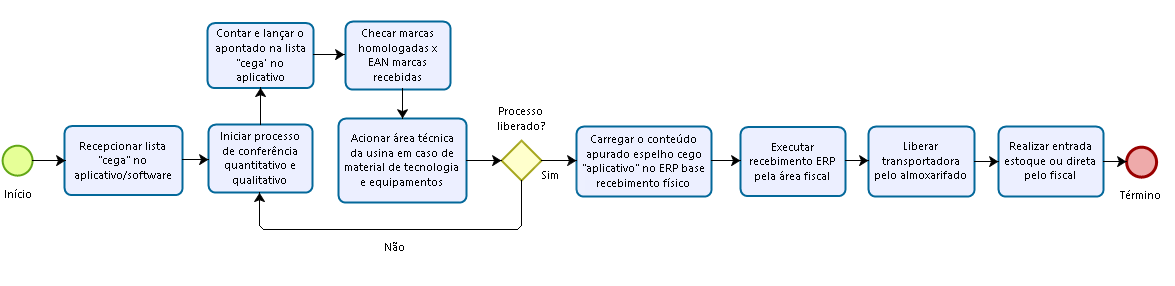 Início
Recepcionar lista
"cega" no
aplicativo/software
Iniciar processo
de conferência
quantitativo e
qualitativo
Contar e lançar o
apontado na lista
"cega' no
aplicativo
Checar marcas
homologadas x
EAN marcas
recebidas
Acionar área técnica
da usina em caso de
material de tecnologia
e equipamentos
Processo
liberado?
Sim
Não
Carregar o conteúdo
apurado espelho cego
"aplicativo" no ERP base
recebimento físico
Executar
recebimento ERP
pela área fiscal
Liberar
transportadora
pelo almoxarifado
Realizar entrada
estoque ou direta
pelo fiscal
Término